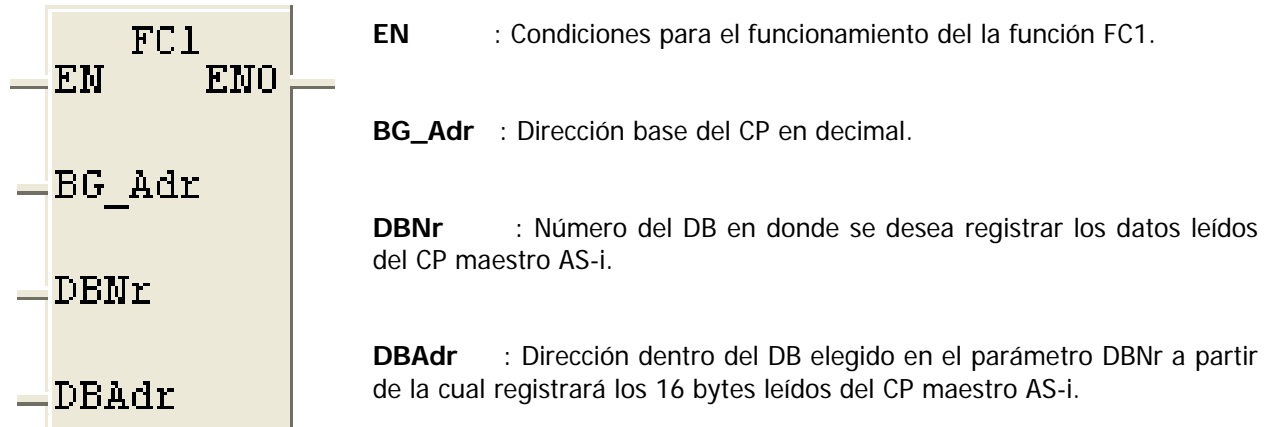 FC1
EN ENO
BG_Adr
DBNr
DBAdr
EN : Condiciones para el funcionamiento del la función FC1.
BG_Adr : Dirección base del CP en decimal.
DBNr : Número del DB en donde se desea registrar los datos leídos
del CP maestro AS-i.
DBAdr : Dirección dentro del DB elegido en el parámetro DBNr a partir
de la cual registrará los 16 bytes leídos del CP maestro AS-i.